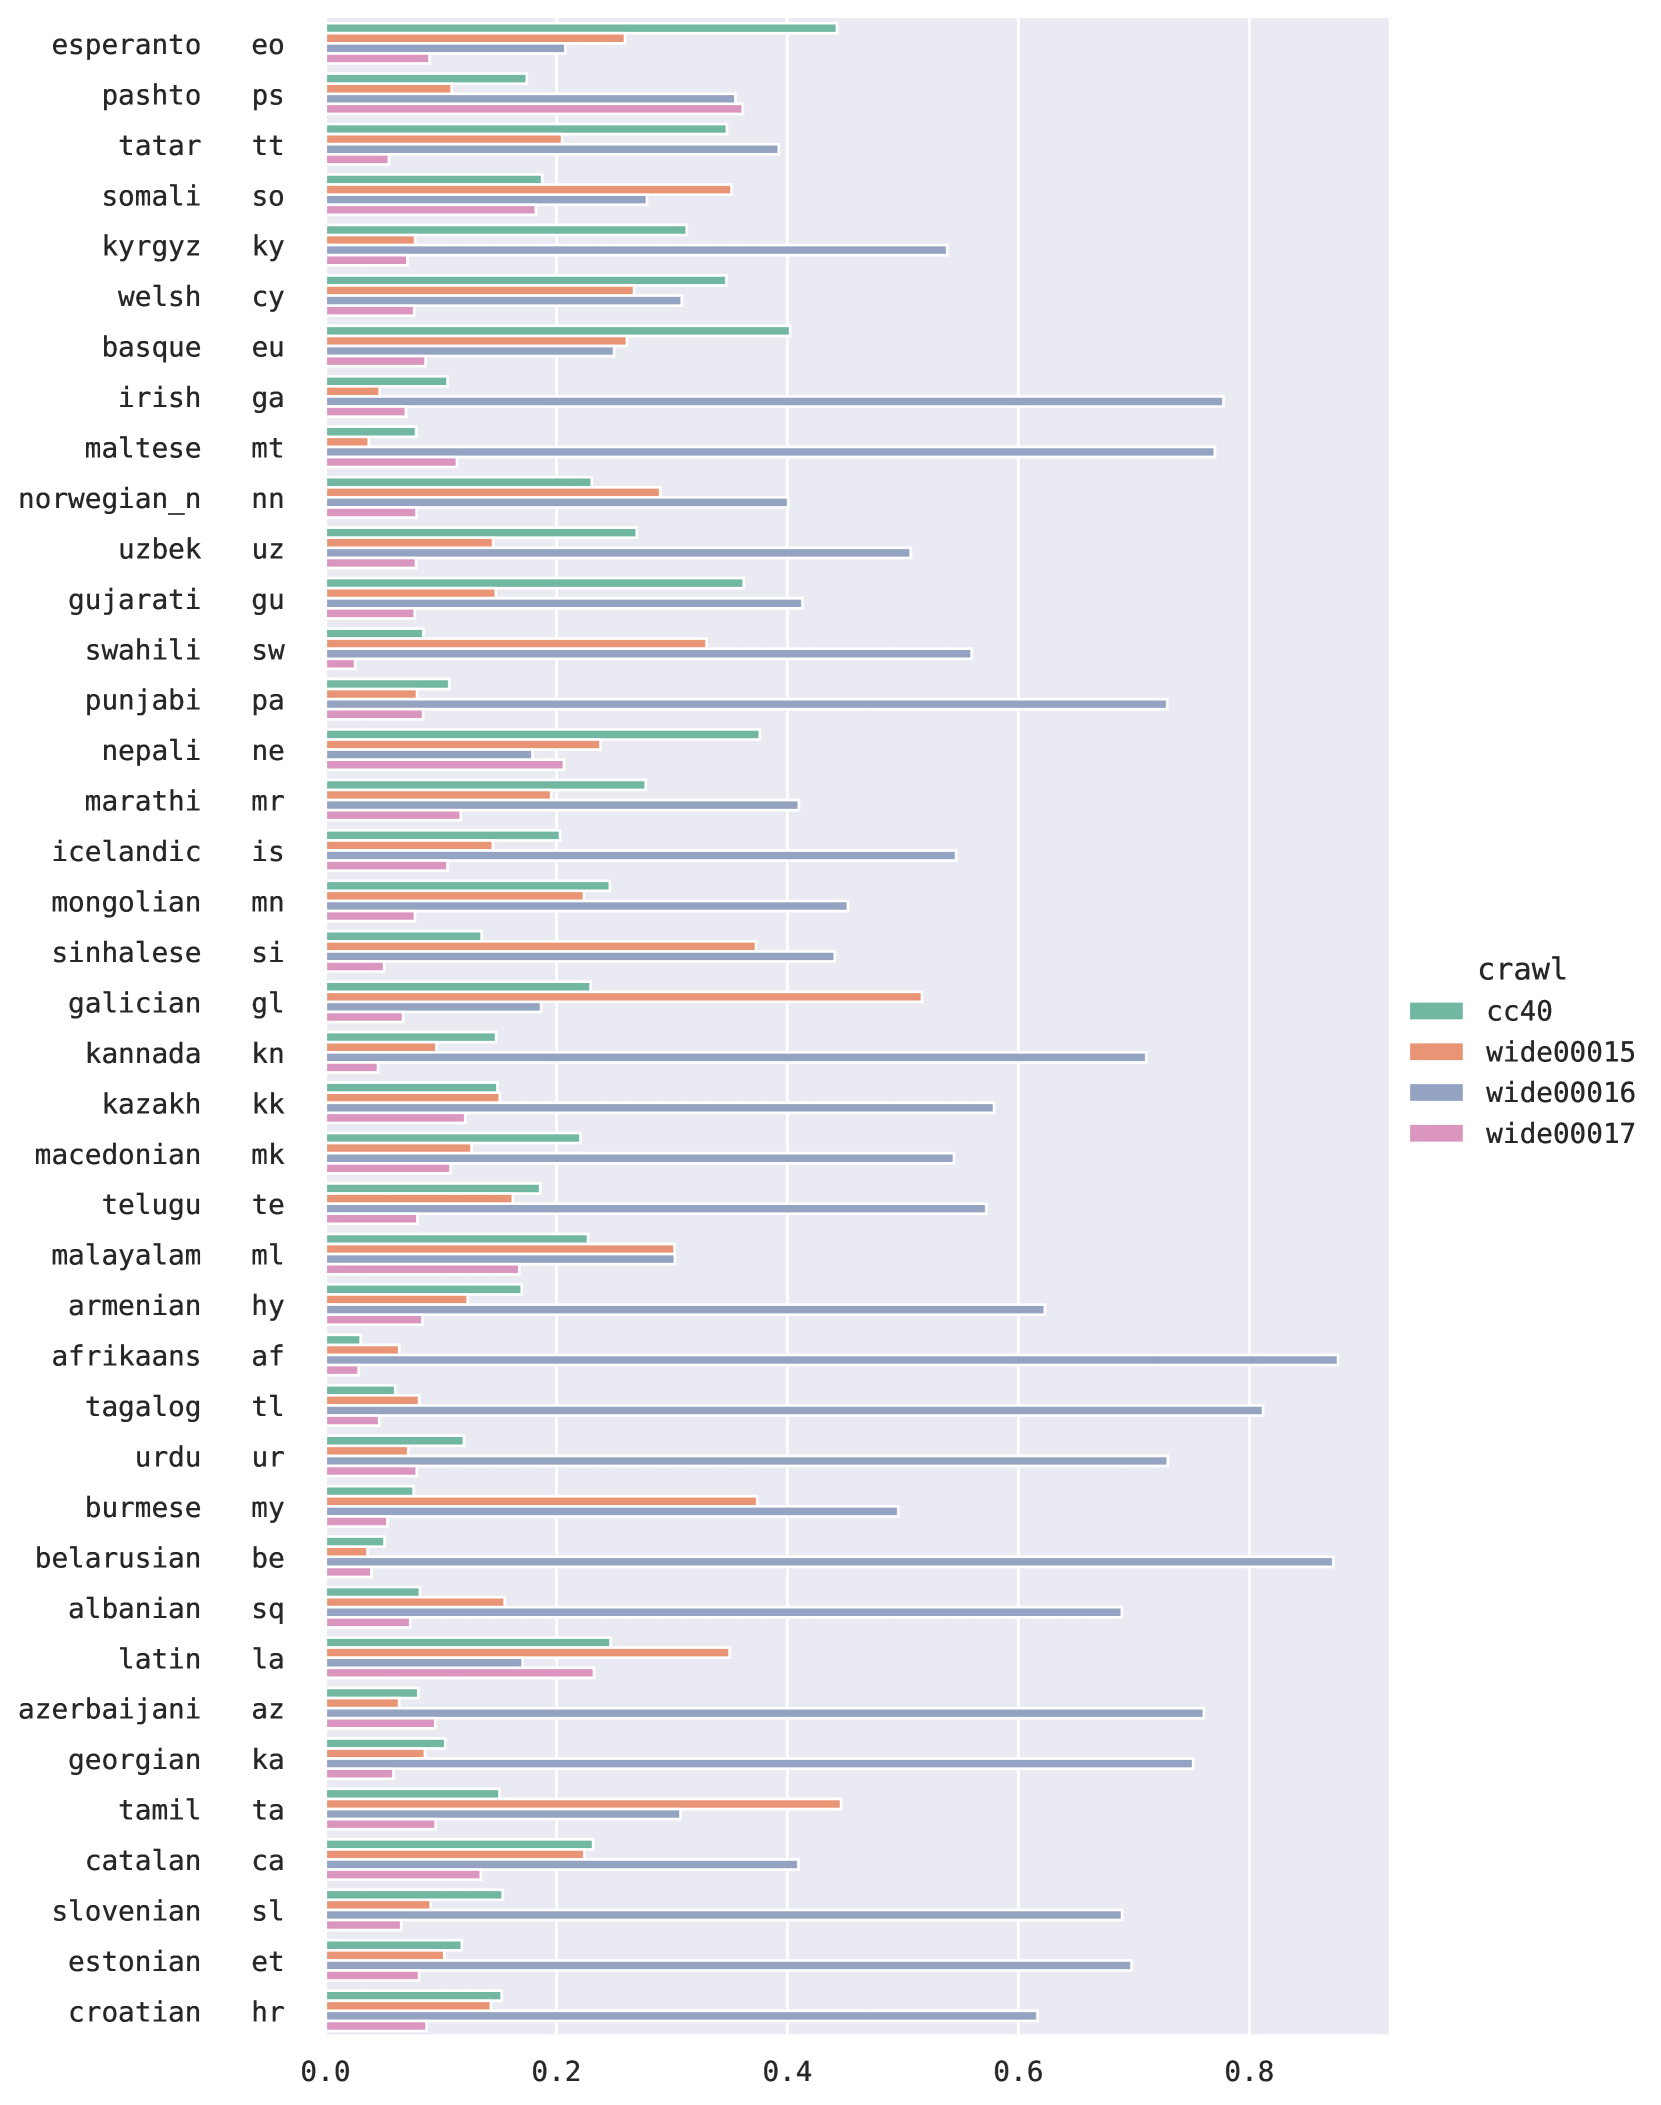 esperanto eo
pashto ps
tatar tt
somali so
kyrgyz ky
welsh cy
basque eu
irish ga
maltese mt
norwegian_n nn
uzbek uz
gujarati gu
swahili sw
punjabi pa
nepali ne
marathi mr
icelandic is
mongolian mn
sinhalese si
galician gl
kannada kn
kazakh kk
macedonian mk
telugu te
malayalam ml
armenian hy
afrikaans af
tagalog tl
urdu ur
burmese my
belarusian be
albanian sq
latin la
azerbaijani az
georgian ka
tamil ta
catalan ca
slovenian sl
estonian et
croatian hr
0.0 0.2 0.4 0.6 0.8
crawl
cc40
wide00015
wide00016
wide00017